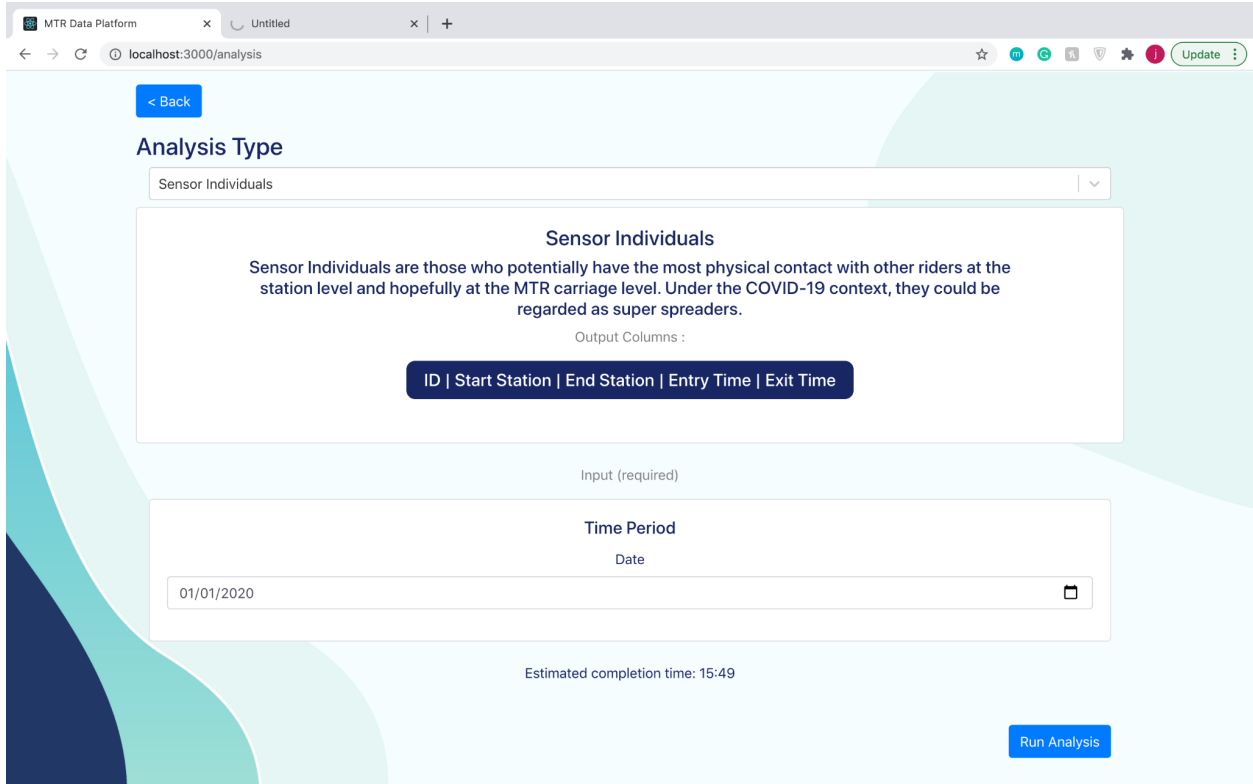 MTR Data Platform
Untitled
localhost:3000/analysis
j
Update
< Back
Analysis Type
Sensor Individuals
Sensor Individuals
Sensor Individuals are those who potentially have the most physical contact with other riders at the
station level and hopefully at the MTR carriage level. Under the COVID-19 context, they could be
regarded as super spreaders.
Output Columns :
ID | Start Station | End Station | Entry Time | Exit Time
Input (required)
Time Period
Date
01/01/2020
Estimated completion time: 15:49
Run Analysis